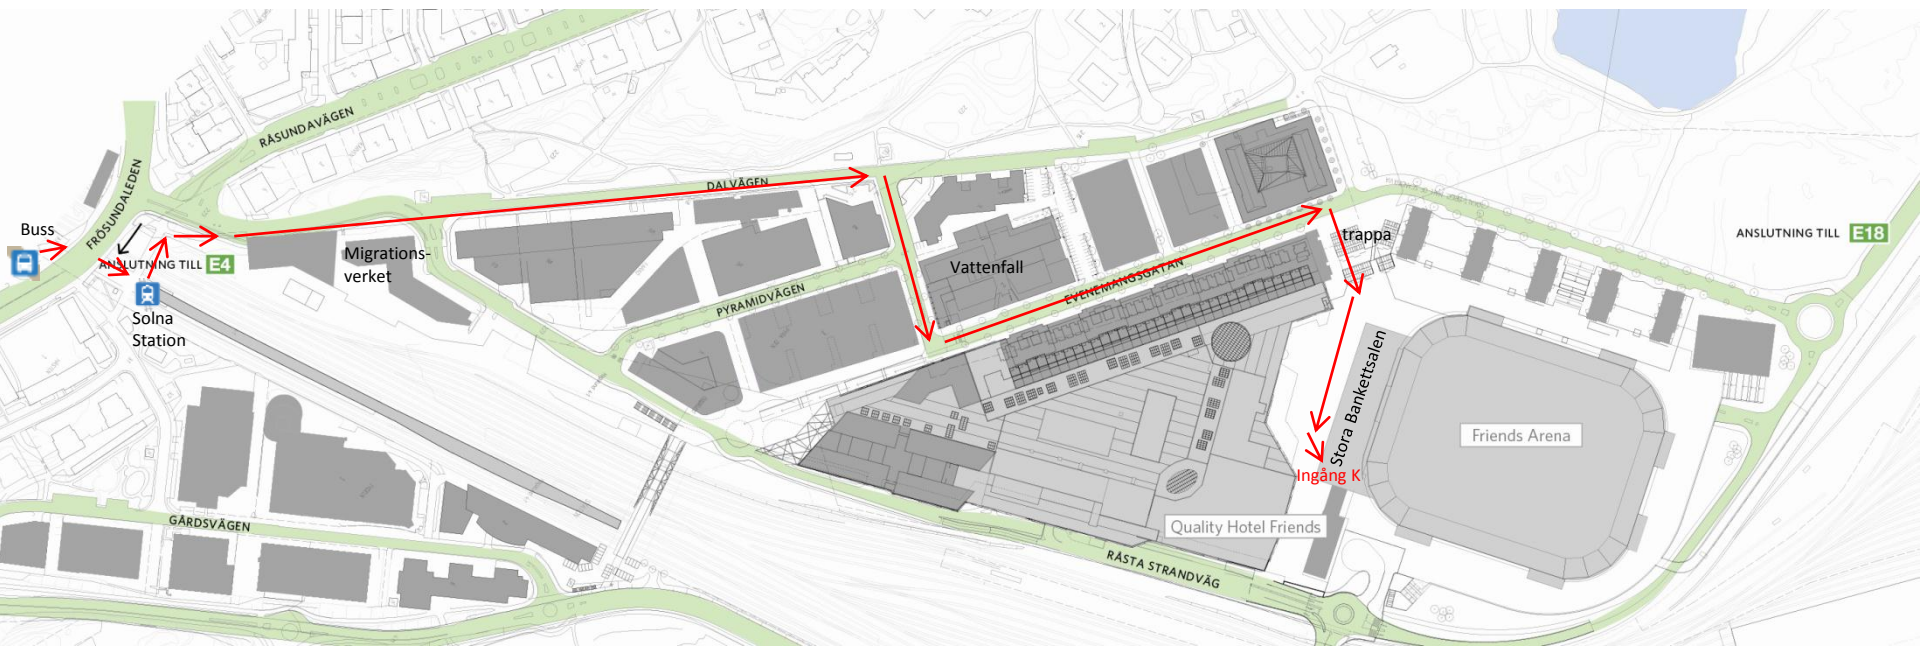 RÅSUNDAVÄGEN
FRÖSUNDALEDEN
Buss
ANSLUTNING TILL E4
Solna
Station
Migrations-
verket
DALVÄGEN
PYRAMIDVÄGEN
Vattenfall
EVENEMANGSGATAN
trappa
ANSLUTNING TILL E18
Stora Bankettsalen
Friends Arena
Ingång K
Quality Hotel Friends
GÅRDSVÄGEN
RÅSTA STRANDVÄG